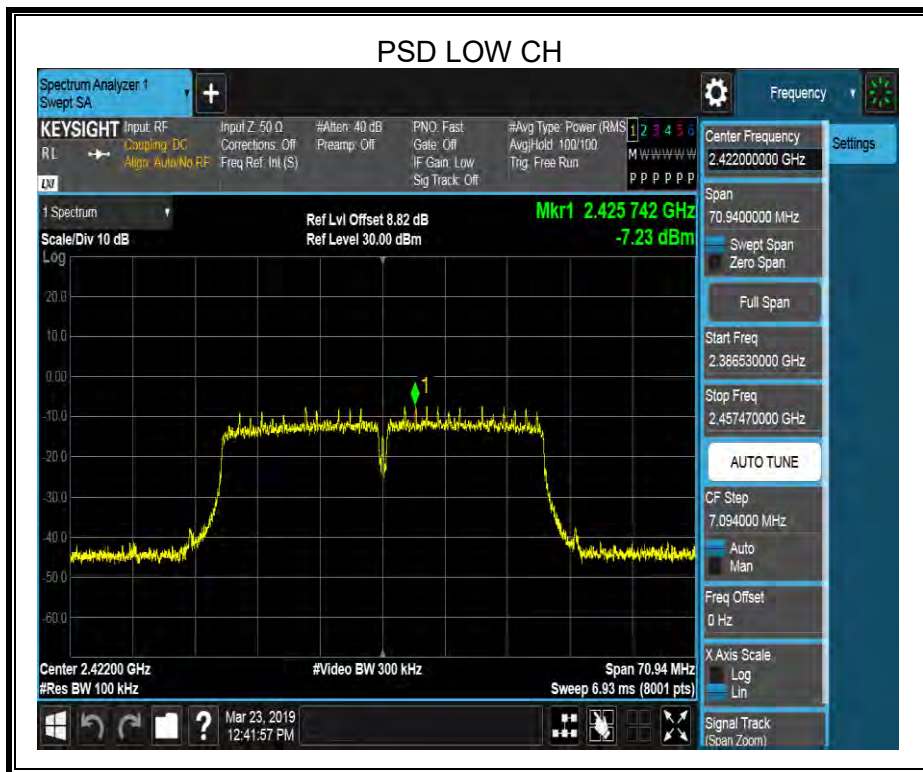 PSD LOW CH
Spectrum Analyzer 1
Swept SA
Frequency
KEYSIGHT
RL
LXI
Input: RF
Coupling: DC
Align: Auto/No RF
Input Z: 50 Ω
Corrections: Off
Freq Ref: Int (S)
#Atten: 40 dB
Preamp: Off
PNO: Fast
Gate: Off
IF Gain: Low
Sig Track: Off
#Avg Type: Power (RMS
Avg|Hold: 100/100
Trig: Free Run
1 2 3 4 5 6
M W W W W W
P P P P P P
1 Spectrum
Scale/Div 10 dB
Ref Lvl Offset 8.82 dB
Ref Level 30.00 dBm
Mkr1 2.425 742 GHz
-7.23 dBm
Log
20.0
10.0
0.00
-10.0
-20.0
-30.0
-40.0
-50.0
-60.0
1
Center 2.42200 GHz
#Res BW 100 kHz
#Video BW 300 kHz
Span 70.94 MHz
Sweep 6.93 ms (8001 pts)
?
Mar 23, 2019
12:41:57 PM
Center Frequency
2.422000000 GHz
Settings
Span
70.9400000 MHz
Swept Span
Zero Span
Full Span
Start Freq
2.386530000 GHz
Stop Freq
2.457470000 GHz
AUTO TUNE
CF Step
7.094000 MHz
Auto
Man
Freq Offset
0 Hz
X Axis Scale
Log
Lin
Signal Track
(Span Zoom)